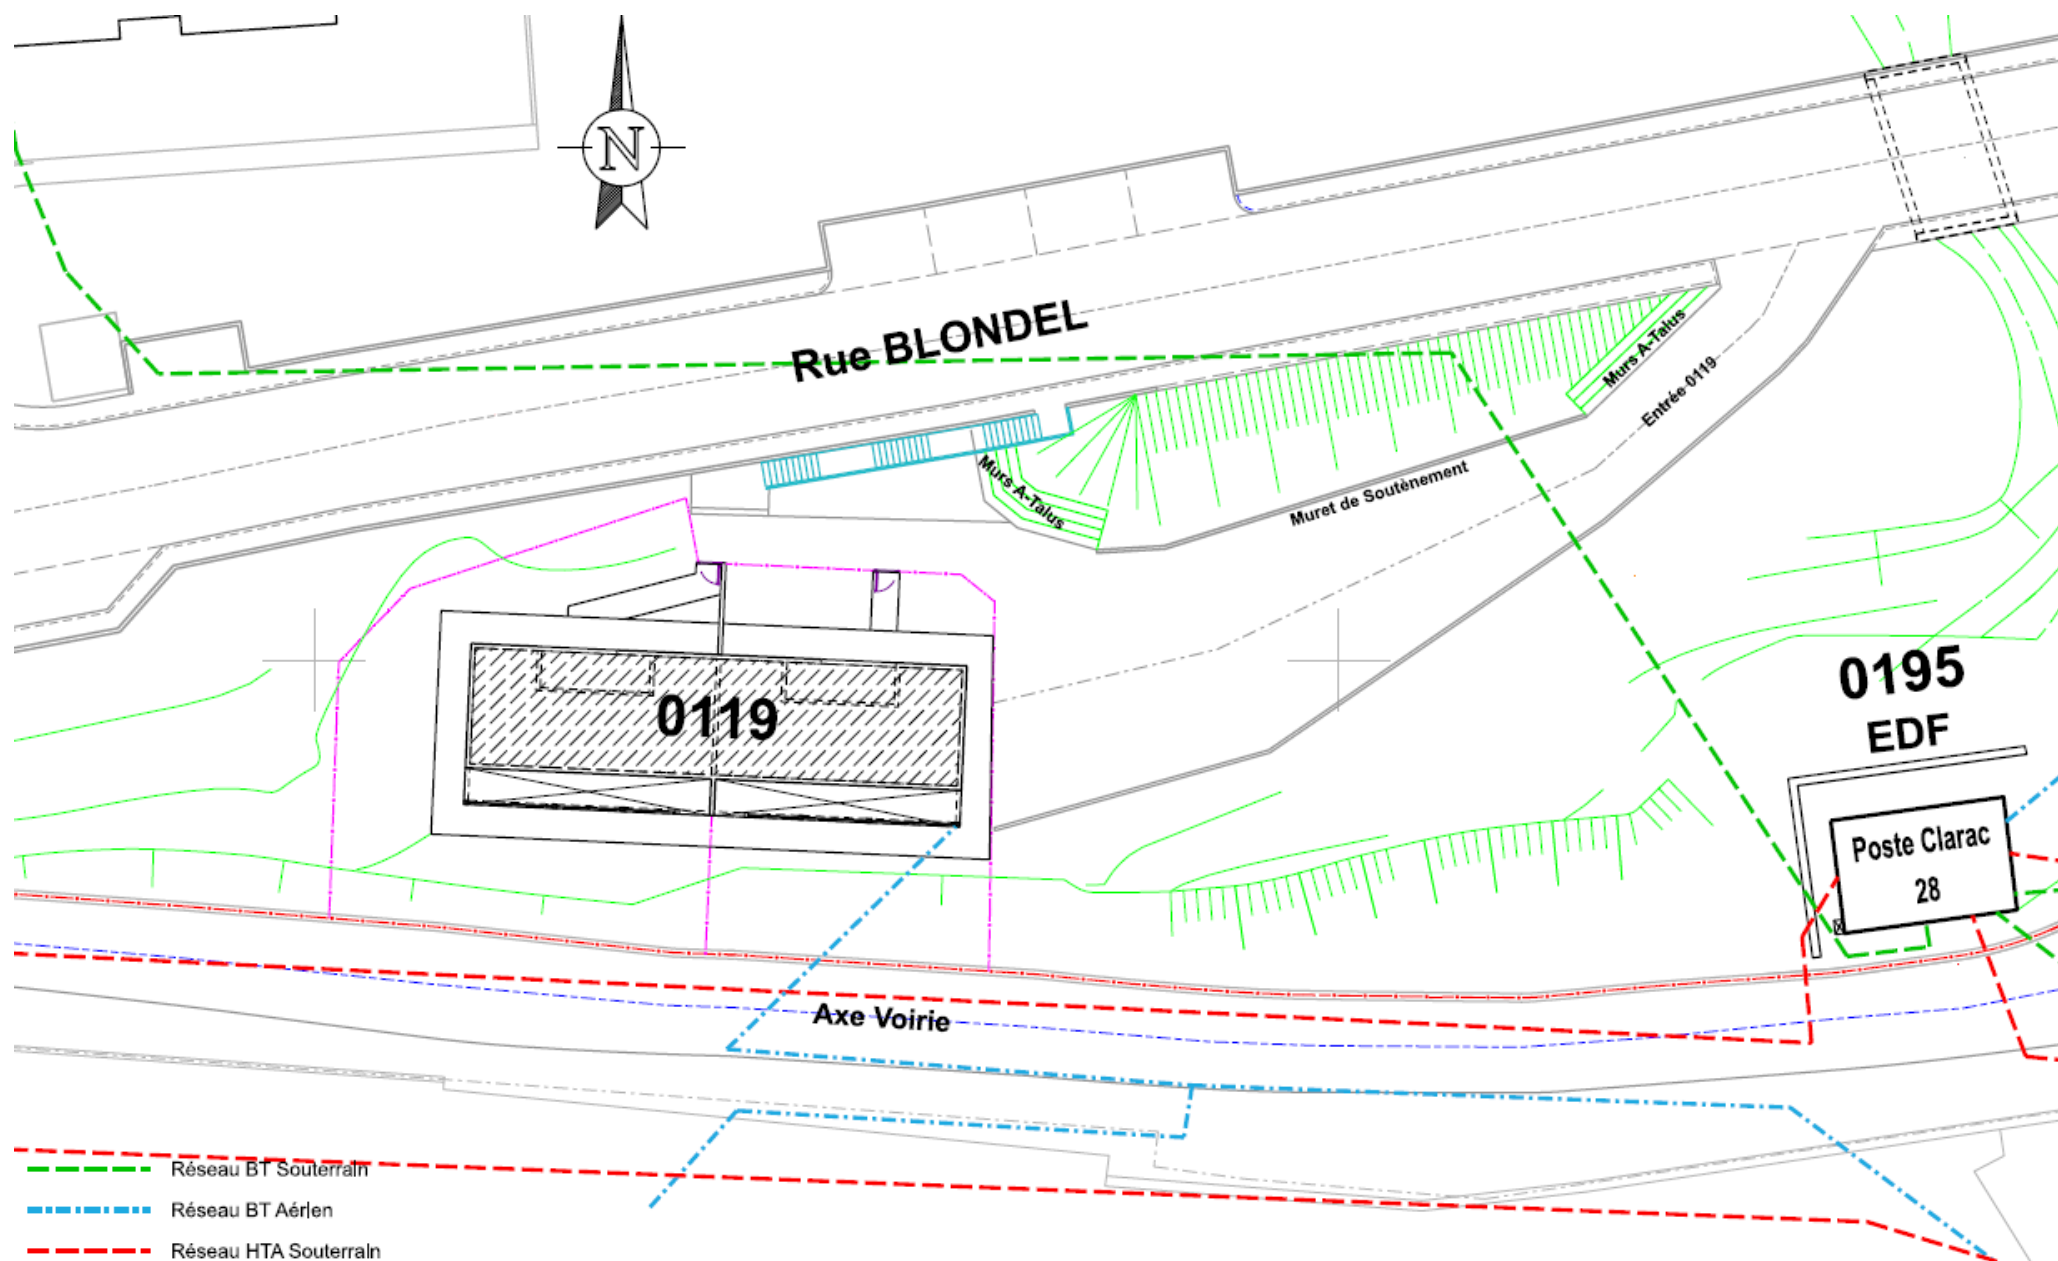 N
Rue BLONDEL
Murs A-Talus
Entrée 0119
Murs A-Talus
Muret de Soutènement
0195
EDF
0119
Poste Clarac
28
Axe Voirie
Réseau BT Souterrain
Réseau BT Aérien
Réseau HTA Souterrain